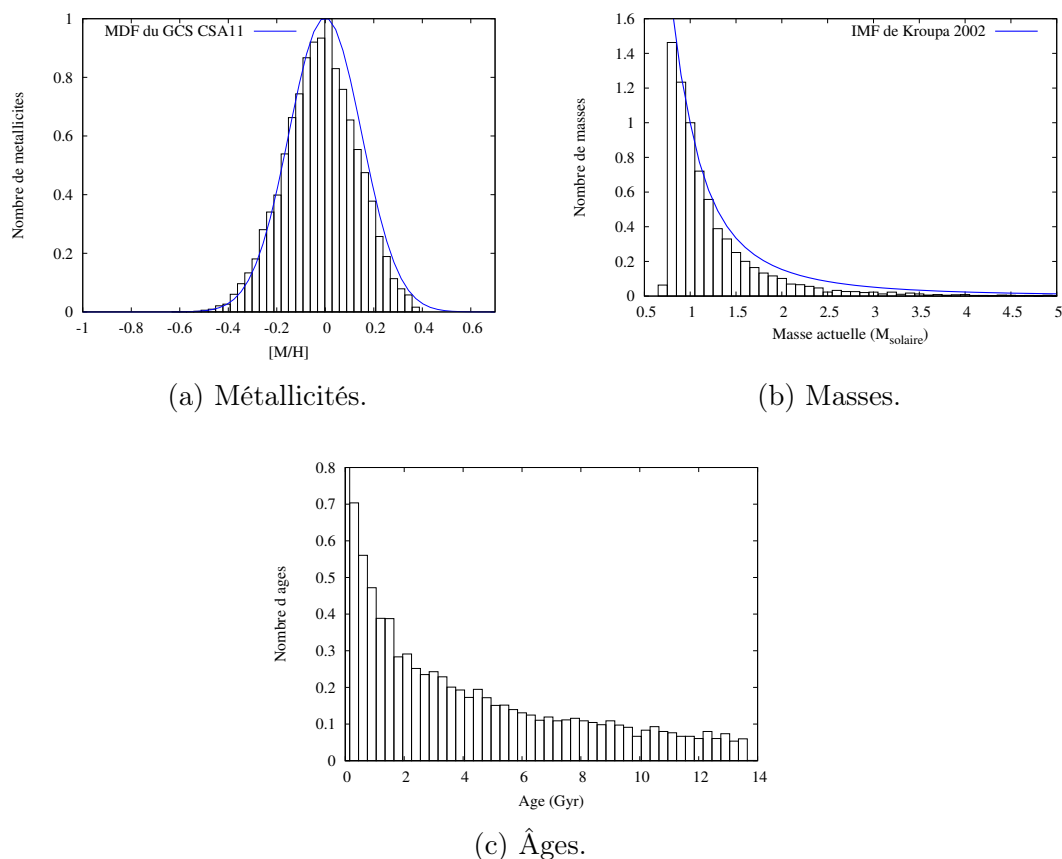 MDF du GCS CSA11
Nombre de metallicites
1
0.8
0.6
0.4
0.2
0
-1 -0.8 -0.6 -0.4 -0.2 0 0.2 0.4 0.6
[M/H]
(a) Métallicités.
IMF de Kroupa 2002
Nombre de masses
1.6
1.4
1.2
1
0.8
0.6
0.4
0.2
0
0.5 1 1.5 2 2.5 3 3.5 4 4.5 5
Masse actuelle (M_solaire)
(b) Masses.
Nombre d ages
0.8
0.7
0.6
0.5
0.4
0.3
0.2
0.1
0
0 2 4 6 8 10 12 14
Age (Gyr)
(c) Âges.